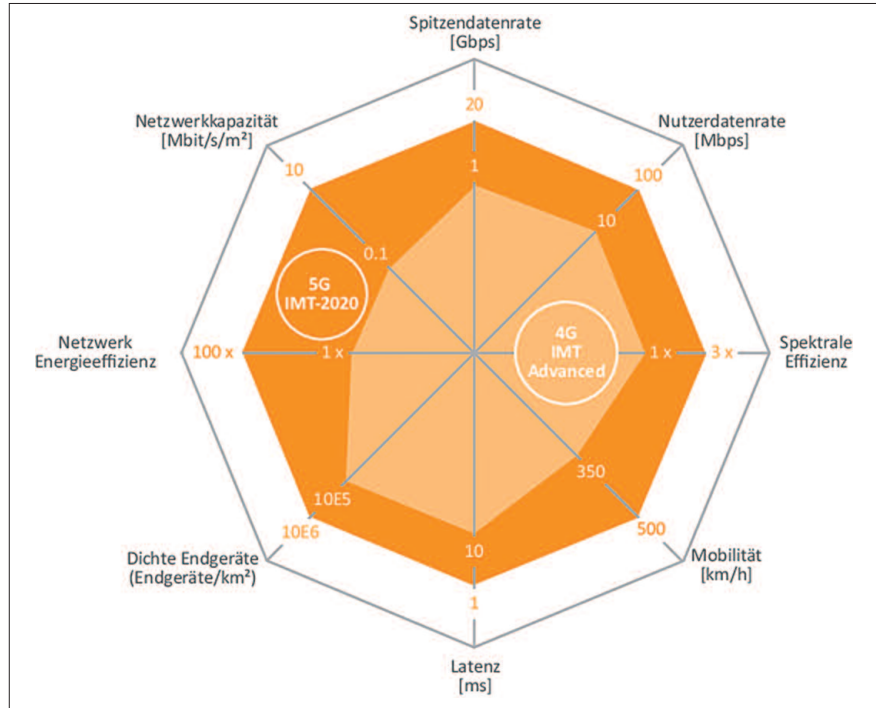 Spitzendatenrate
[Gbps]
Netzwerkkapazität
[Mbit/s/m²]
Nutzerdatenrate
[Mbps]
20
1
10
100
10
0.1
5G
IMT-2020
4G
IMT
Advanced
Netzwerk
Energieeffizienz
100 x
1 x
1 x
3 x
Spektrale
Effizienz
350
10E5
10E6
500
10
1
Dichte Endgeräte
(Endgeräte/km²)
Mobilität
[km/h]
Latenz
[ms]